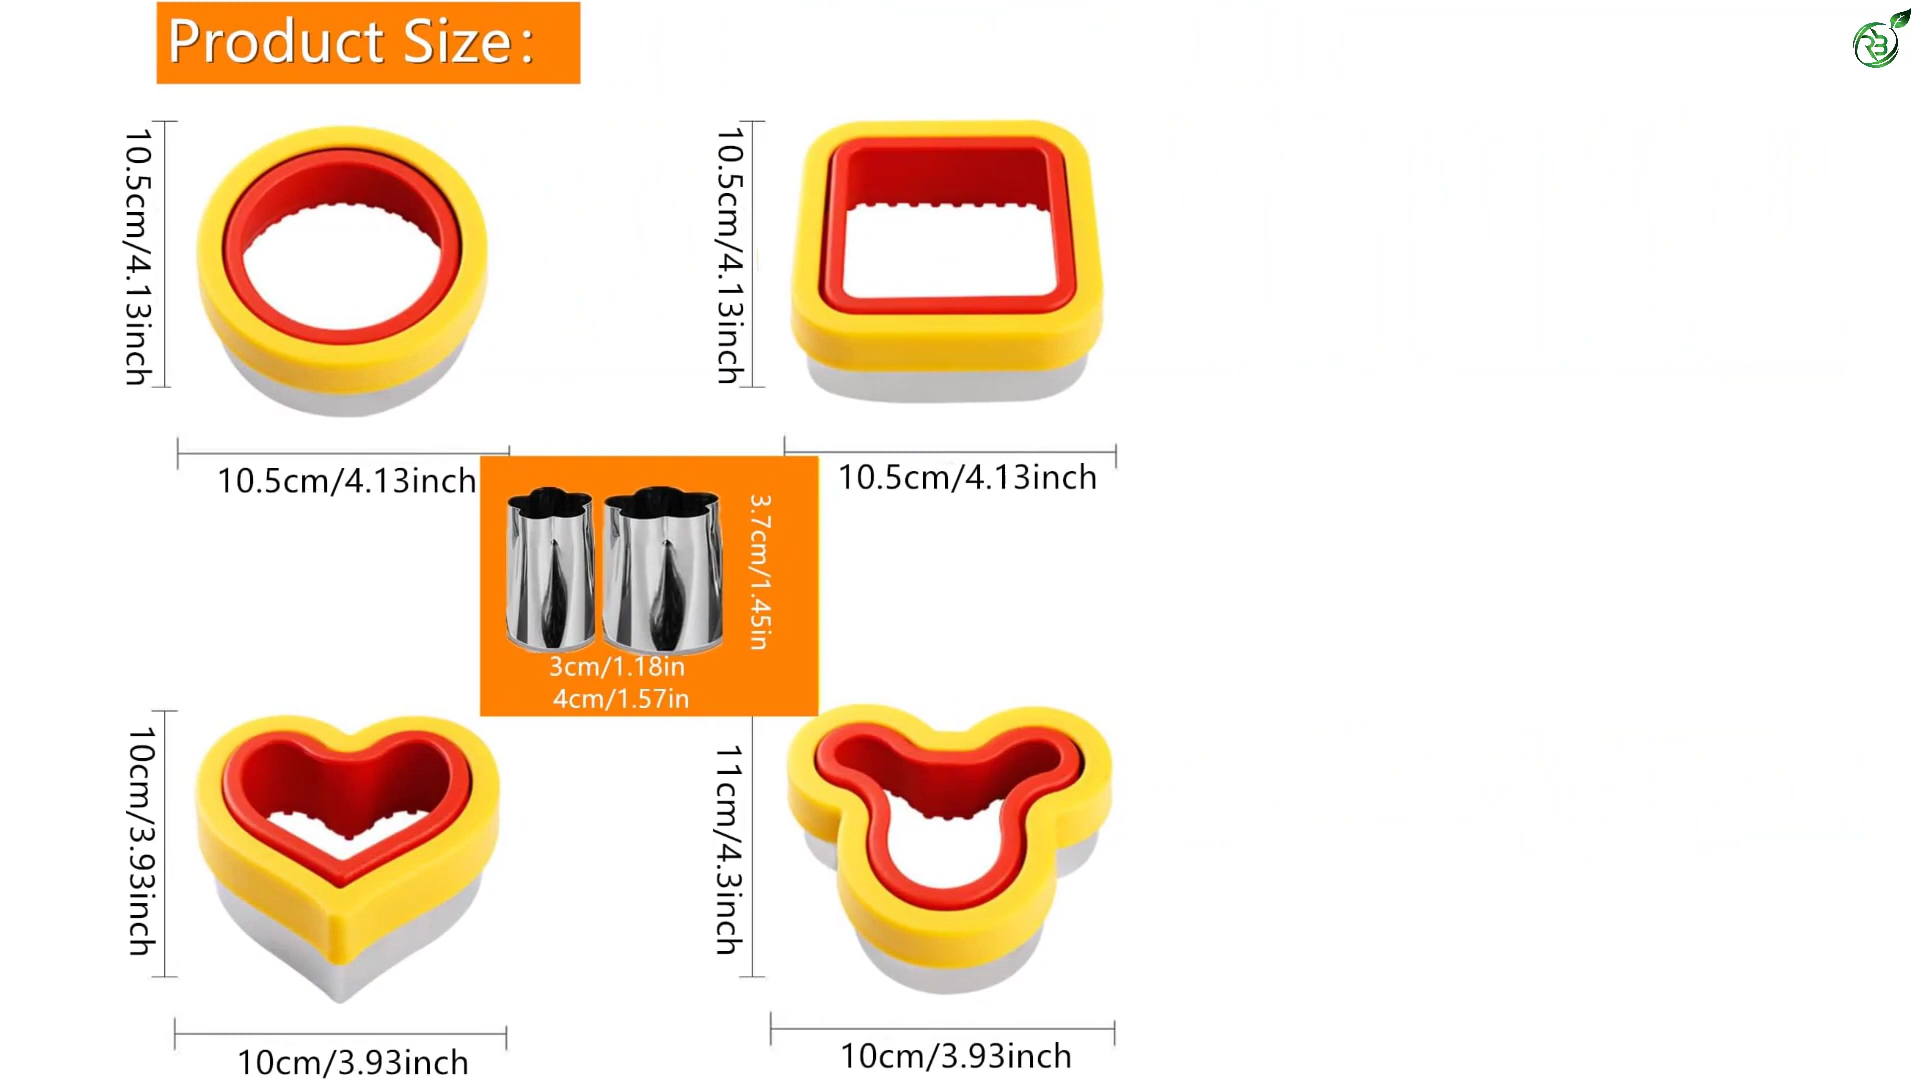 Product Size:
10.5cm/4.13inch
10.5cm/4.13inch
10.5cm/4.13inch
10.5cm/4.13inch
3.7cm/1.45in
3cm/1.18in
4cm/1.57in
10cm/3.93inch
11cm/4.3inch
10cm/3.93inch
10cm/3.93inch
RB